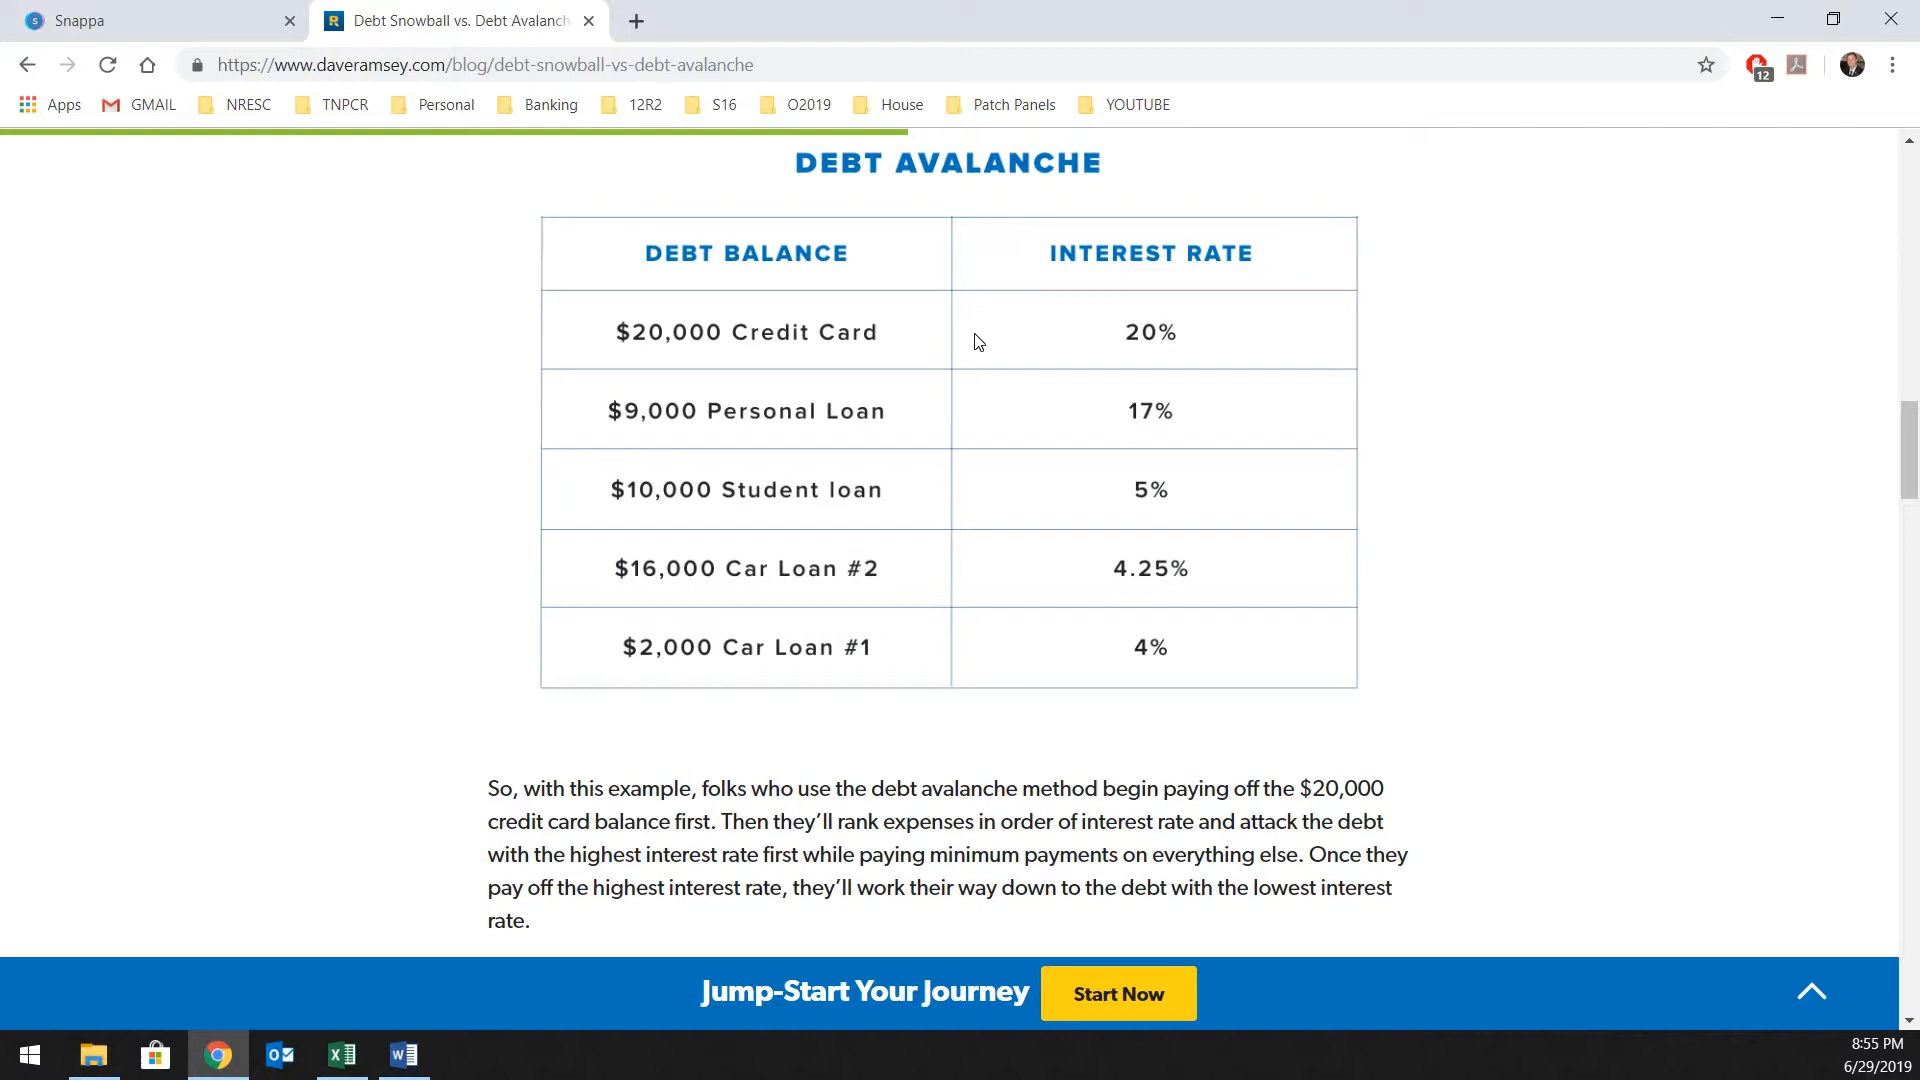 Snappa
Debt Snowball vs. Debt Avalanch
https://www.daveramsey.com/blog/debt-snowball-vs-debt-avalanche
12
Apps GMAIL NRESC TNPCR Personal Banking 12R2 S16 O2019 House Patch Panels YOUTUBE
DEBT AVALANCHE
DEBT BALANCE INTEREST RATE
$20,000 Credit Card 20%
$9,000 Personal Loan 17%
$10,000 Student loan 5%
$16,000 Car Loan #2 4.25%
$2,000 Car Loan #1 4%
So, with this example, folks who use the debt avalanche method begin paying off the $20,000
credit card balance first. Then they’ll rank expenses in order of interest rate and attack the debt
with the highest interest rate first while paying minimum payments on everything else. Once they
pay off the highest interest rate, they’ll work their way down to the debt with the lowest interest
rate.
Jump-Start Your Journey Start Now
8:55 PM
6/29/2019